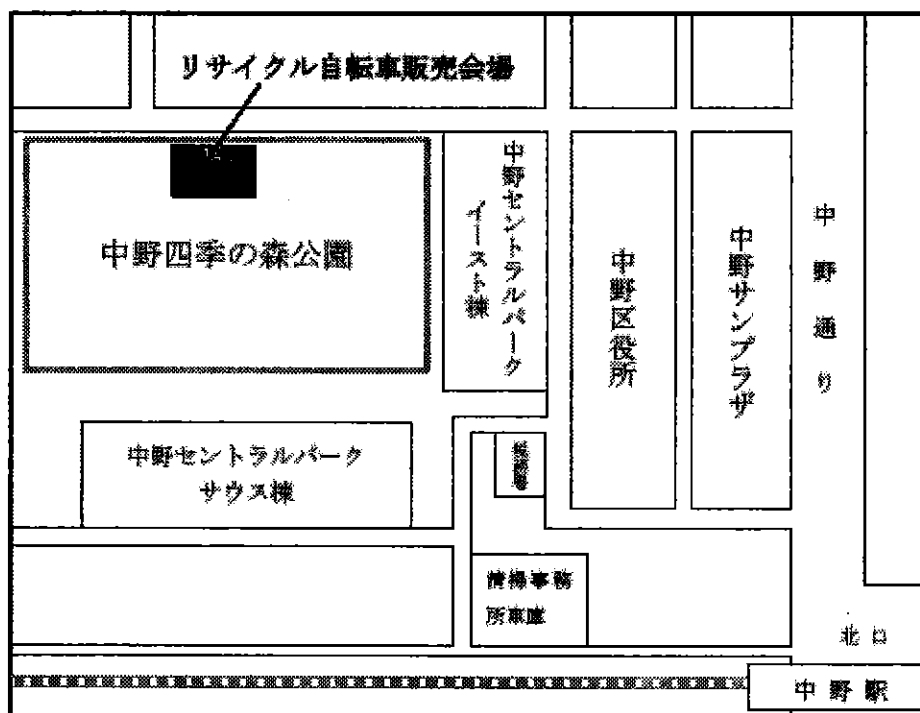 リサイクル自転車販売会場
中野四季の森公園
中野セントラルパーク
イースト棟
中野区役所
中野サンプラザ
中野通り
中野セントラルパーク
サウス棟
清掃事務
所車庫
北口
中野駅